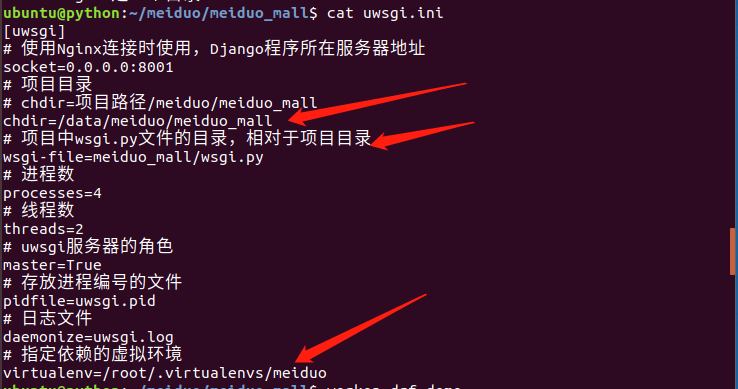 ubuntu@python:~/meiduo/meiduo_mall$ cat uwsgi.ini
[uwsgi]
# 使用Nginx连接时使用，Django程序所在服务器地址
socket=0.0.0.0:8001
# 项目目录
# chdir=项目路径/meiduo/meiduo_mall
chdir=/data/meiduo/meiduo_mall
# 项目中wsgi.py文件的目录，相对于项目目录
wsgi-file=meiduo_mall/wsgi.py
# 进程数
processes=4
# 线程数
threads=2
# uwsgi服务器的角色
master=True
# 存放进程编号的文件
pidfile=uwsgi.pid
# 日志文件
daemonize=uwsgi.log
# 指定依赖的虚拟环境
virtualenv=/root/.virtualenvs/meiduo